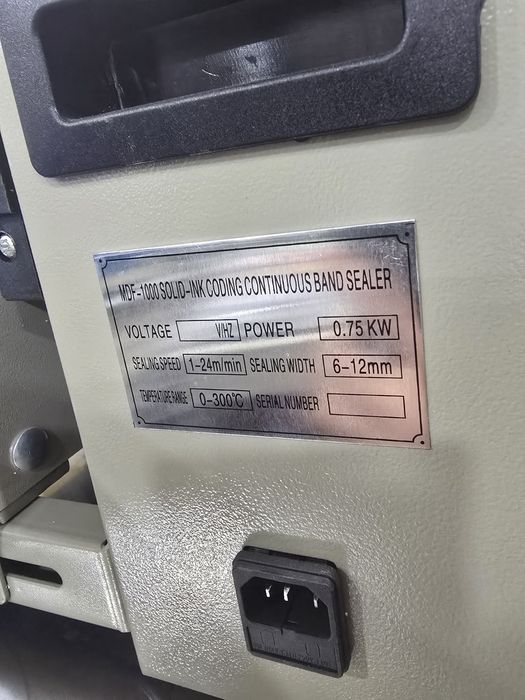 MDF-1000 SOLID-INK CODING CONTINUOUS BAND SEALER
VOLTAGE V/HZ POWER 0.75 KW
SEALING SPEED 1-24m/min SEALING WIDTH 6-12mm
TEMPERATURE RANGE 0-300℃ SERIAL NUMBER